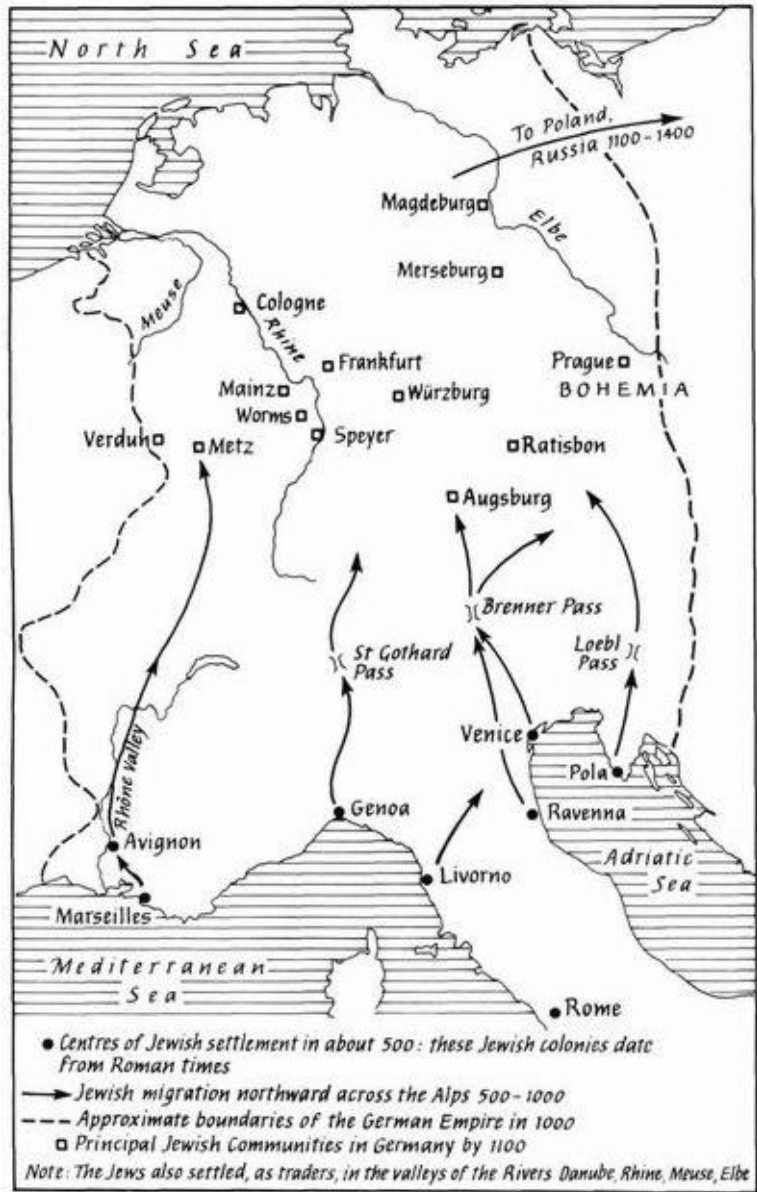 North Sea
To Poland,
Russia 1100-1400
Magdeburg
Elbe
Merseburg
Meuse
Cologne
Rhine
Frankfurt
Prague
BOHEMIA
Mainz
Würzburg
Worms
Verdun
Metz
Speyer
Ratisbon
Augsburg
Brenner Pass
St Gothard
Pass
Loebl
Pass
Rhône Valley
Venice
Pola
Genoa
Ravenna
Avignon
Adriatic
Sea
Livorno
Marseilles
Mediterranean
Sea
Rome
Centres of Jewish settlement in about 500: these Jewish colonies date
from Roman times
Jewish migration northward across the Alps 500-1000
Approximate boundaries of the German Empire in 1000
Principal Jewish Communities in Germany by 1100
Note: The Jews also settled, as traders, in the valleys of the Rivers Danube, Rhine, Meuse, Elbe